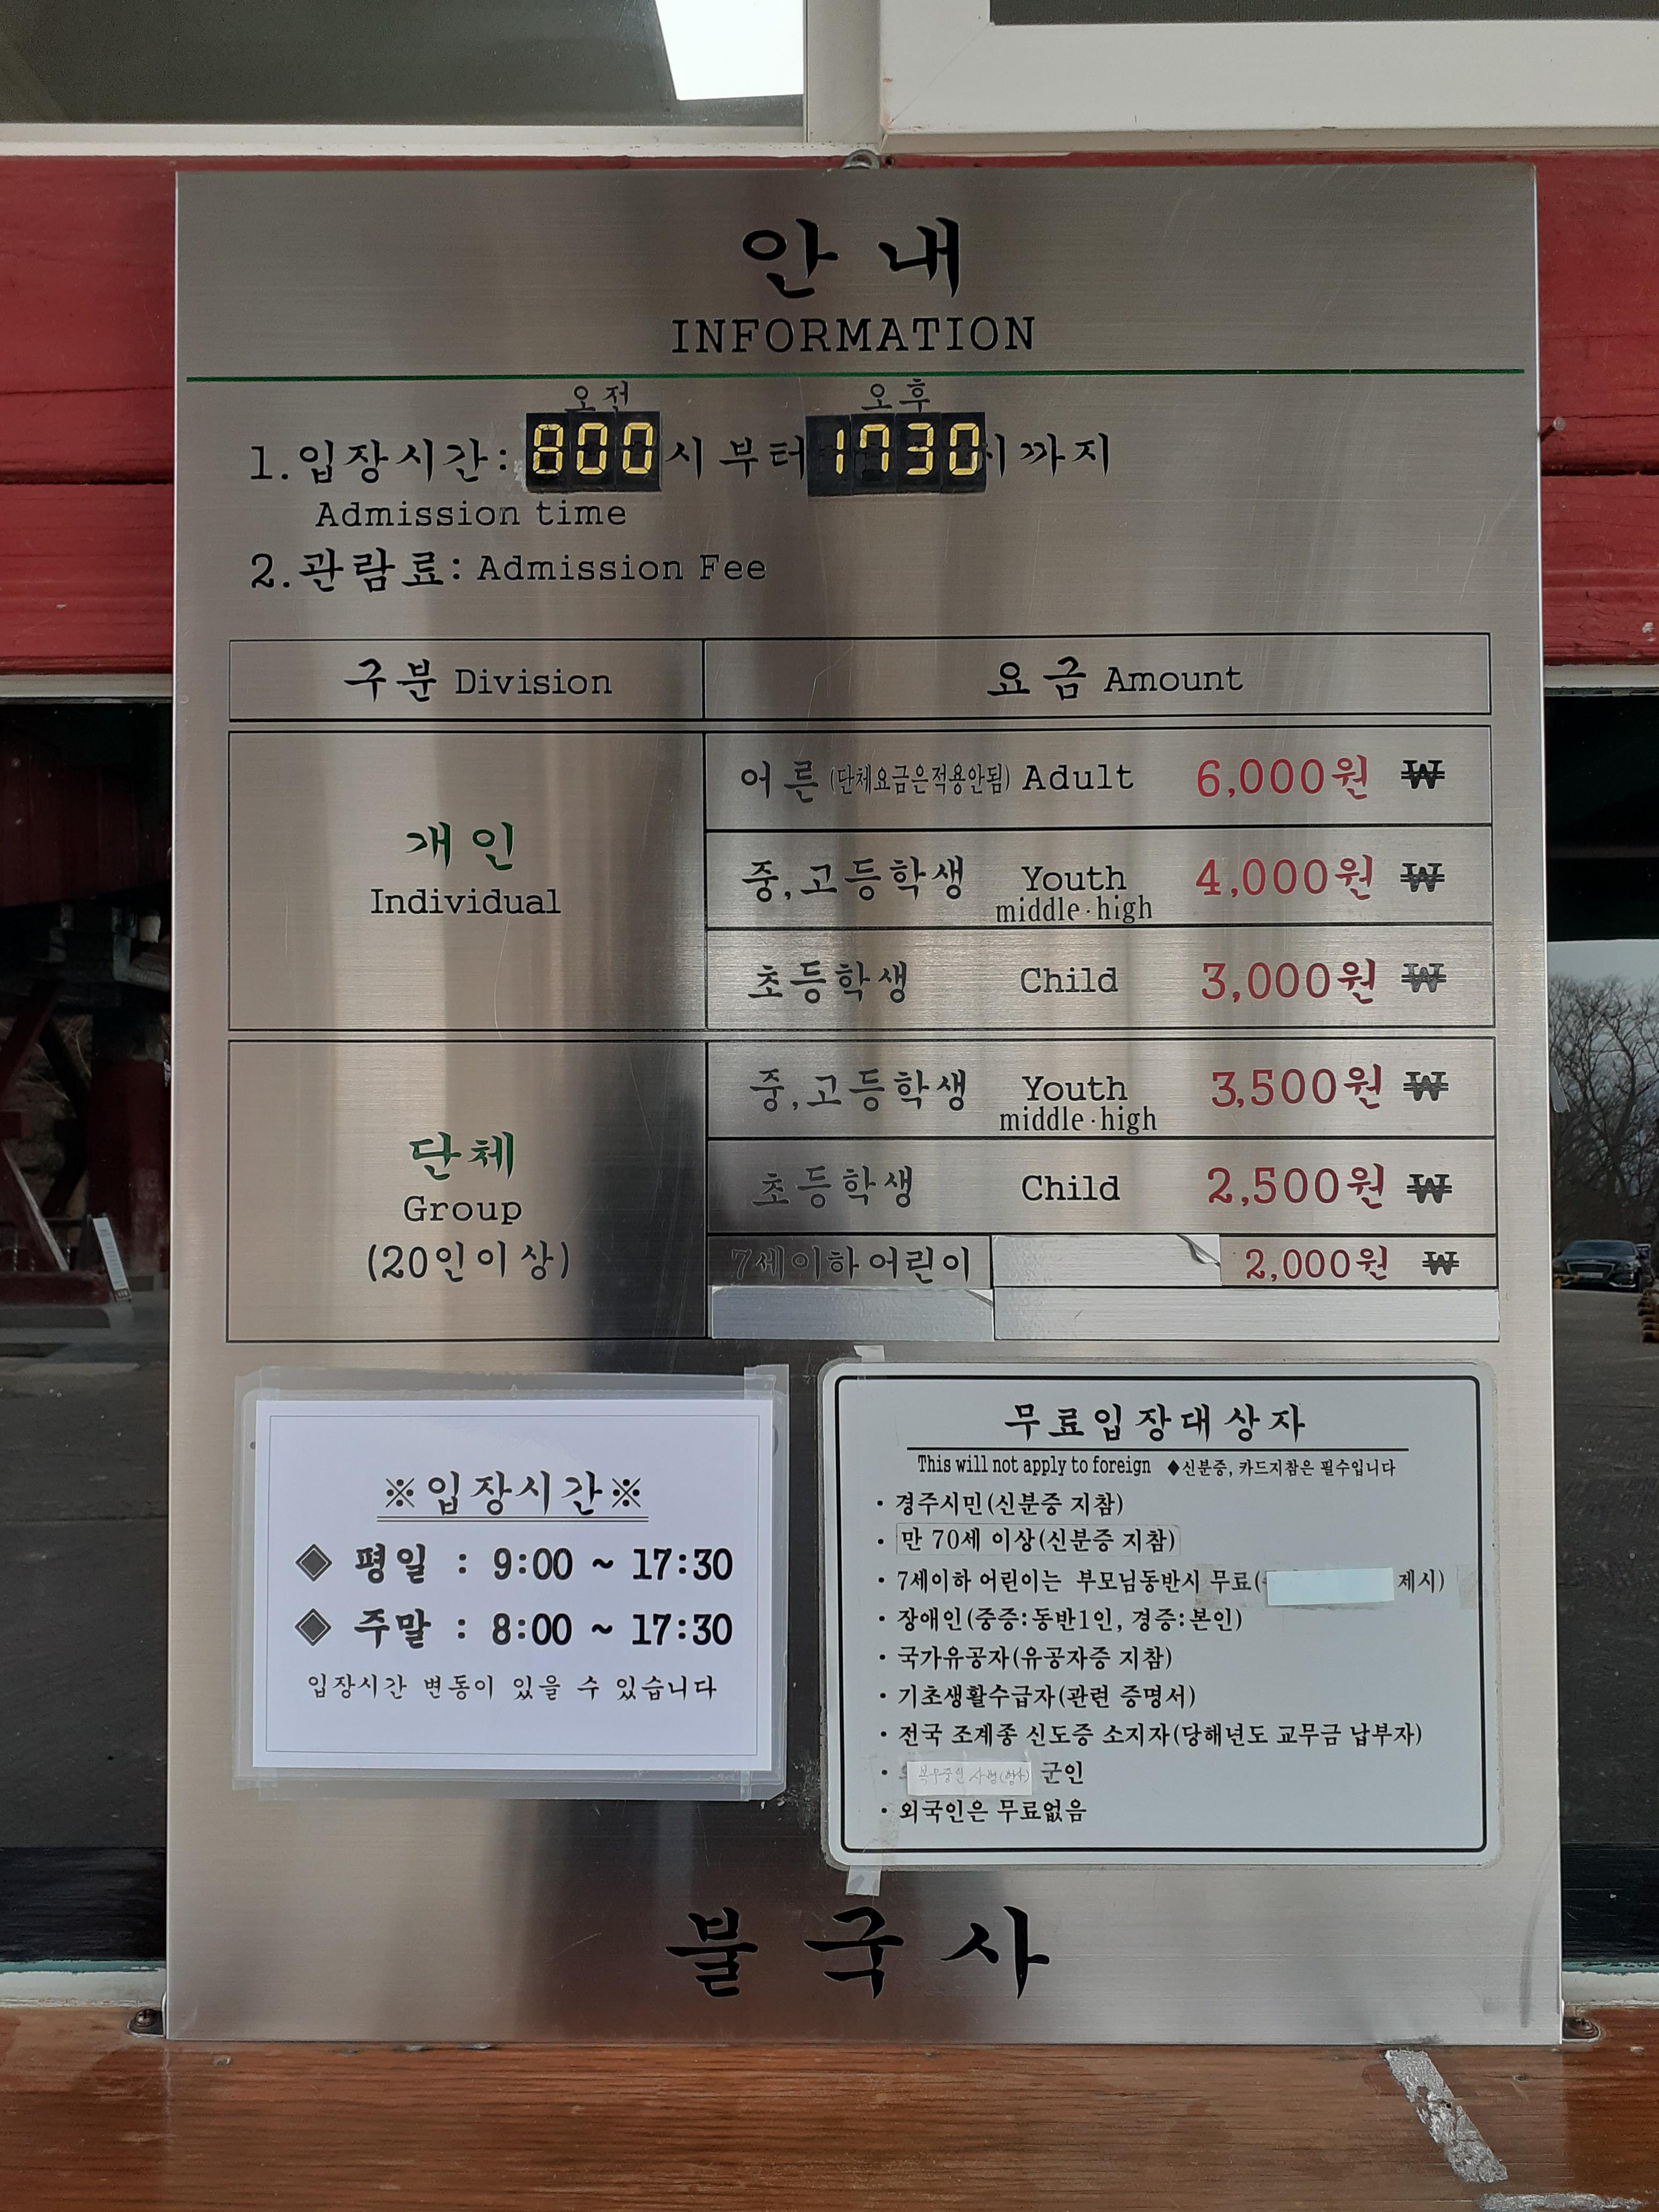 안내
INFORMATION
오전 오후
1. 입장시간: 800시 부터 1730시까지
Admission time
2. 관람료: Admission Fee
구분 Division 요금 Amount
개인
Individual
어른 (단체요금은적용안됨) Adult 6,000원 ₩
중,고등학생 Youth middle·high 4,000원 ₩
초등학생 Child 3,000원 ₩
단체
Group
(20인이상)
중,고등학생 Youth middle·high 3,500원 ₩
초등학생 Child 2,500원 ₩
7세이하어린이 2,000원 ₩
※입장시간※
◈ 평일 : 9:00 ~ 17:30
◈ 주말 : 8:00 ~ 17:30
입장시간 변동이 있을 수 있습니다
무료입장대상자
This will not apply to foreign ◆신분증, 카드지참은 필수입니다
· 경주시민(신분증 지참)
· 만 70세 이상(신분증 지참)
· 7세이하 어린이는 부모님동반시 무료( 제시)
· 장애인(중증:동반1인, 경증:본인)
· 국가유공자(유공자증 지참)
· 기초생활수급자(관련 증명서)
· 전국 조계종 신도증 소지자(당해년도 교무금 납부자)
· 복무중인 군인
· 외국인은 무료없음
불국사